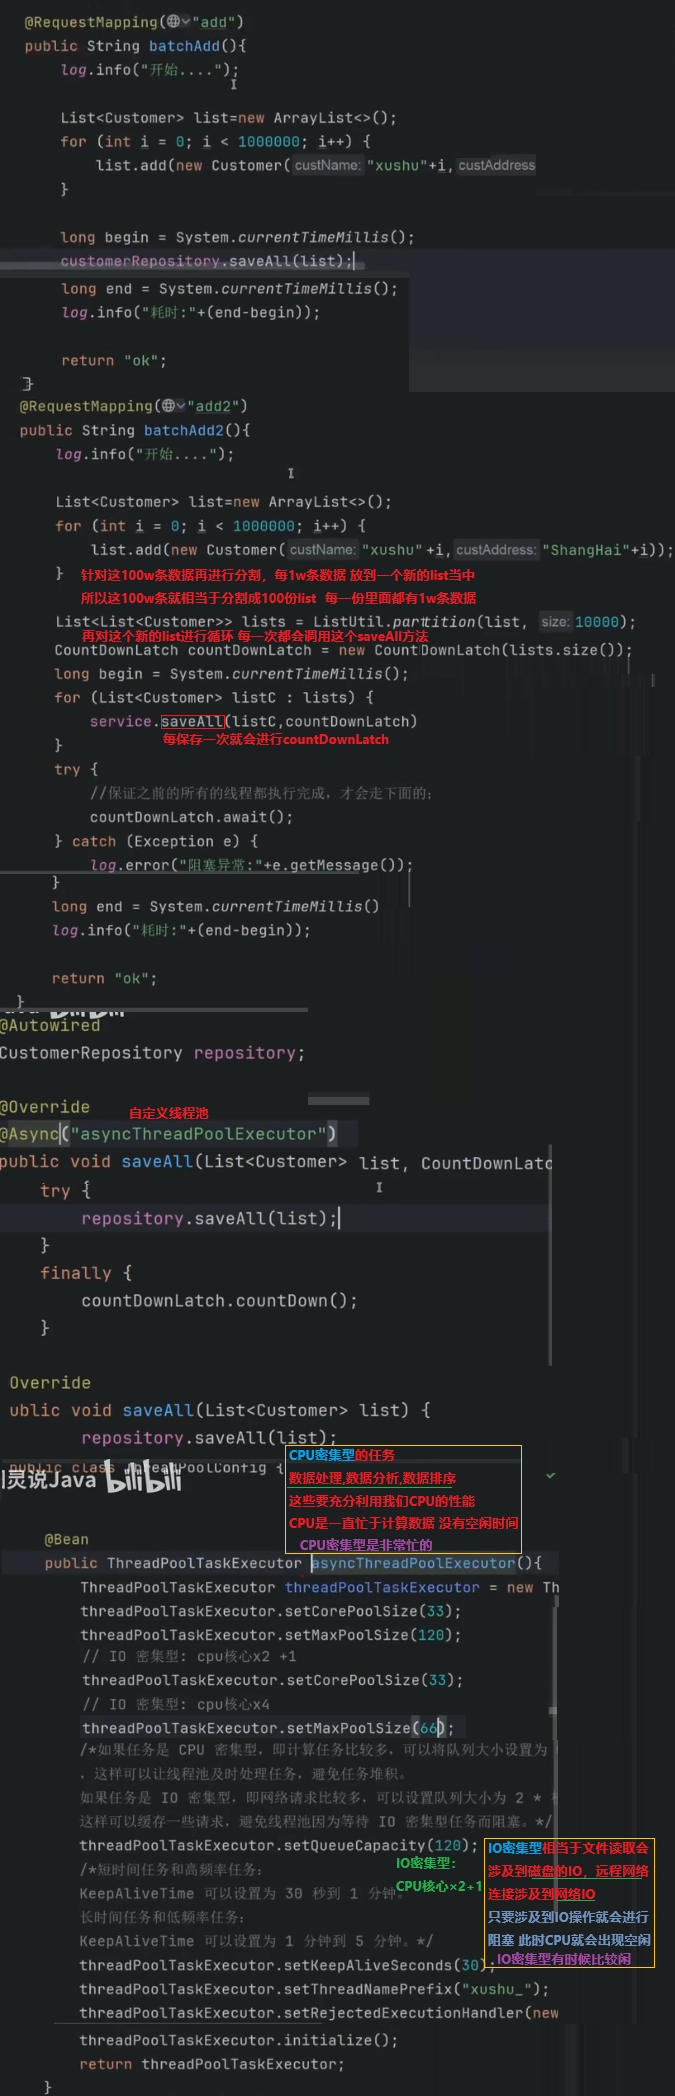 @RequestMapping("add")
public String batchAdd(){
log.info("开始....");
List<Customer> list=new ArrayList<>();
for (int i = 0; i < 1000000; i++) {
list.add(new Customer( custName: "xushu"+i, custAddress
}
long begin = System.currentTimeMillis();
customerRepository.saveAll(list);
long end = System.currentTimeMillis();
log.info("耗时:"+(end-begin));
return "ok";
}
@RequestMapping("add2")
public String batchAdd2(){
log.info("开始....");
List<Customer> list=new ArrayList<>();
for (int i = 0; i < 1000000; i++) {
list.add(new Customer( custName: "xushu"+i, custAddress: "ShangHai"+i));
} 针对这100w条数据再进行分割，每1w条数据 放到一个新的list当中
所以这100w条就相当于分割成100份list 每一份里面都有1w条数据
List<List<Customer>> lists = ListUtil.partition(list, size: 10000);
再对这个新的list进行循环 每一次都会调用这个saveAll方法
CountDownLatch countDownLatch = new CountDownLatch(lists.size());
long begin = System.currentTimeMillis();
for (List<Customer> listC : lists) {
service.saveAll(listC,countDownLatch)
} 每保存一次就会进行countDownLatch
try {
//保证之前的所有的线程都执行完成，才会走下面的;
countDownLatch.await();
} catch (Exception e) {
log.error("阻塞异常:"+e.getMessage());
}
long end = System.currentTimeMillis()
log.info("耗时:"+(end-begin));
return "ok";
}
@Autowired
CustomerRepository repository;
@Override
自定义线程池
@Async("asyncThreadPoolExecutor")
public void saveAll(List<Customer> list, CountDownLatc
try {
repository.saveAll(list);
}
finally {
countDownLatch.countDown();
}
Override
ublic void saveAll(List<Customer> list) {
repository.saveAll(list);
CPU密集型的任务
public class ThreadPoolConfig {
数据处理,数据分析,数据排序
灵说Java bilibili
这些要充分利用我们CPU的性能
CPU是一直忙于计算数据 没有空闲时间
CPU密集型是非常忙的
@Bean
public ThreadPoolTaskExecutor asyncThreadPoolExecutor(){
ThreadPoolTaskExecutor threadPoolTaskExecutor = new Th
threadPoolTaskExecutor.setCorePoolSize(33);
threadPoolTaskExecutor.setMaxPoolSize(120);
// IO 密集型: cpu核心x2 +1
threadPoolTaskExecutor.setCorePoolSize(33);
// IO 密集型: cpu核心x4
threadPoolTaskExecutor.setMaxPoolSize(66);
/*如果任务是 CPU 密集型，即计算任务比较多，可以将队列大小设置为
，这样可以让线程池及时处理任务，避免任务堆积。
如果任务是 IO 密集型，即网络请求比较多，可以设置队列大小为 2 *
这样可以缓存一些请求，避免线程池因为等待 IO 密集型任务而阻塞。*/
threadPoolTaskExecutor.setQueueCapacity(120);
IO密集型相当于文件读取会
/*短时间任务和高频率任务:
IO密集型：
涉及到磁盘的IO，远程网络
KeepAliveTime 可以设置为 30 秒到 1 分钟。
CPU核心×2+1
连接涉及到网络IO
长时间任务和低频率任务:
只要涉及到IO操作就会进行
KeepAliveTime 可以设置为 1 分钟到 5 分钟。*/
阻塞 此时CPU就会出现空闲
threadPoolTaskExecutor.setKeepAliveSeconds(30);
IO密集型有时候比较闲
threadPoolTaskExecutor.setThreadNamePrefix("xushu_");
threadPoolTaskExecutor.setRejectedExecutionHandler(new
threadPoolTaskExecutor.initialize();
return threadPoolTaskExecutor;
}